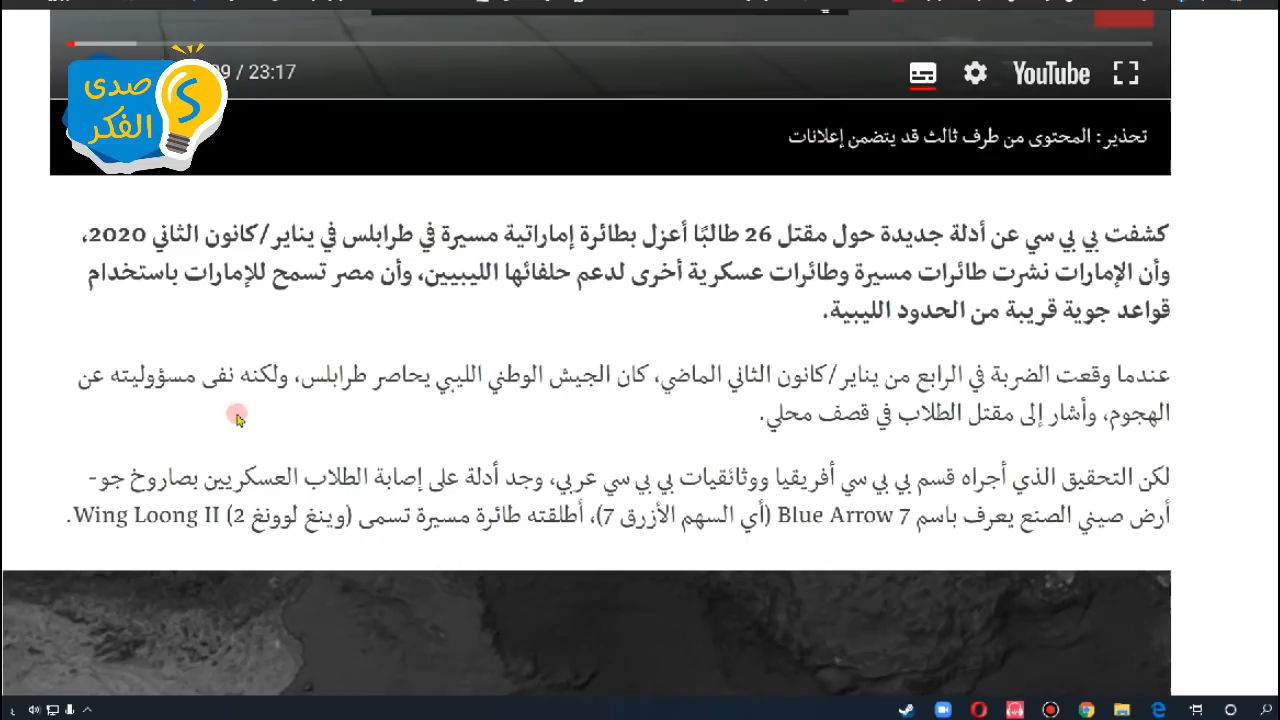 صدى
الفكر
/ 23:17
YouTube
تحذير: المحتوى من طرف ثالث قد يتضمن إعلانات
كشفت بي بي سي عن أدلة جديدة حول مقتل 26 طالبًا أعزل بطائرة إماراتية مسيرة في طرابلس في يناير/كانون الثاني 2020،
وأن الإمارات نشرت طائرات مسيرة وطائرات عسكرية أخرى لدعم حلفائها الليبيين، وأن مصر تسمح للإمارات باستخدام
قواعد جوية قريبة من الحدود الليبية.
عندما وقعت الضربة في الرابع من يناير/كانون الثاني الماضي، كان الجيش الوطني الليبي يحاصر طرابلس، ولكنه نفى مسؤوليته عن
الهجوم، وأشار إلى مقتل الطلاب في قصف محلي.
لكن التحقيق الذي أجراه قسم بي بي سي أفريقيا ووثائقيات بي بي سي عربي، وجد أدلة على إصابة الطلاب العسكريين بصاروخ جو-
أرض صيني الصنع يعرف باسم Blue Arrow 7 (أي السهم الأزرق 7)، أطلقته طائرة مسيرة تسمى (وينغ لوونغ 2) Wing Loong II.